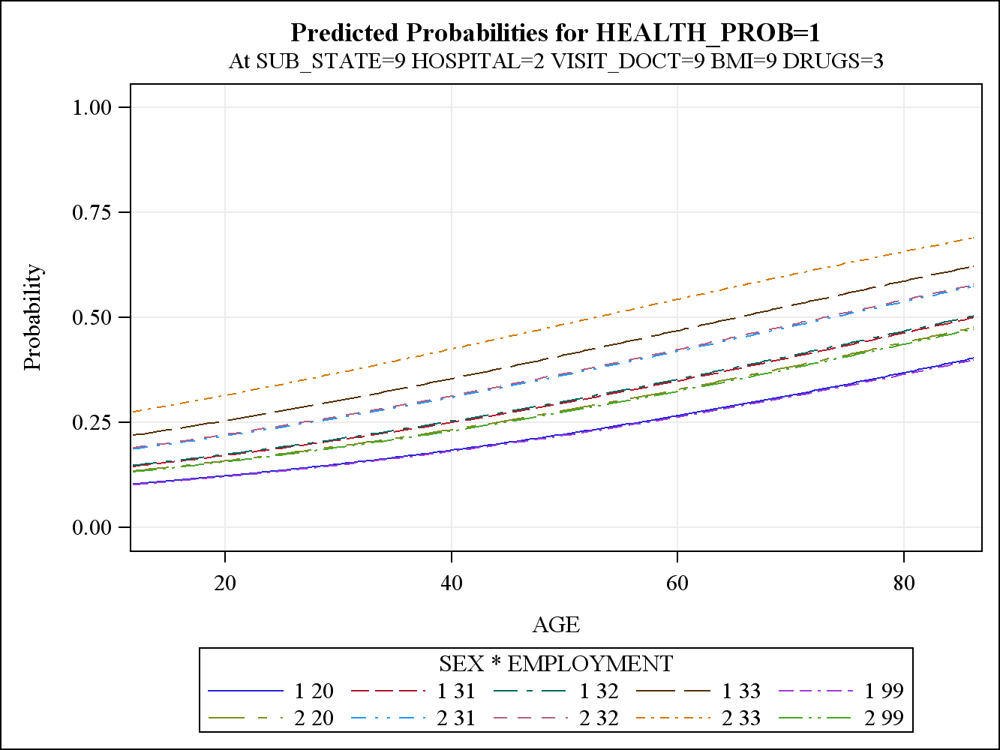 Predicted Probabilities for HEALTH_PROB=1
At SUB_STATE=9 HOSPITAL=2 VISIT_DOCT=9 BMI=9 DRUGS=3
1.00
0.75
0.50
0.25
0.00
Probability
20 40 60 80
AGE
SEX * EMPLOYMENT
1 20 1 31 1 32 1 33 1 99
2 20 2 31 2 32 2 33 2 99